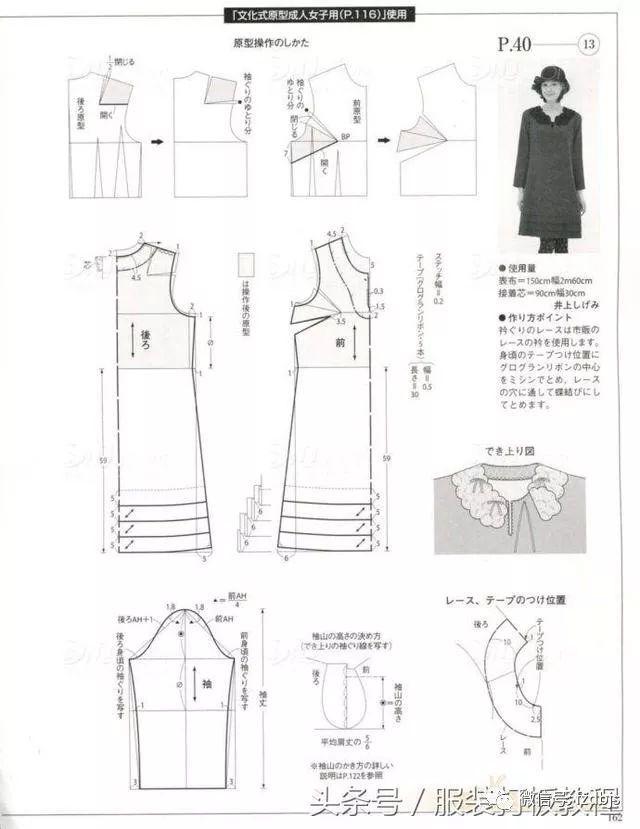 「文化式原型成人女子用(P.116)」使用
原型操作のしかた
P.40 13
1/2 閉じる
後ろ原型
開く
袖ぐりのゆとり分
袖ぐりのゆとり分
閉じる
前原型
BP
7
開く
● 使用量
表布=150cm幅2m60cm
接着芯=90cm幅30cm
井上しげみ
● 作り方ポイント
衿ぐりのレースは市販の
レースの衿を使用します。
身頃のテープつけ位置に
グログランリボンの中心
をミシンでとめ、レース
の穴に通して蝶結びにし
てとめます。
芯
2
2
4.5
1
後ろ
1
∅
1
59
5
5
5
5
6
は操作後の原型
2
4.5
1
5
0.3
1.5
3.5
5
前
1
1
59
6
ステッチ幅=0.2
テープ(グログランリボン・5本)
幅=0.5
長さ=30
でき上り図
▲=前AH/4
後ろAH+1
1.8
1.8
前AH
後ろ身頃の袖ぐりを写す
前身頃の袖ぐりを写す
∅
袖
袖丈
3
3
袖山の高さの決め方
(でき上りの袖ぐり線を写す)
後ろ
前
袖山の高さ
平均肩丈の5/6
※袖山のかき方の詳しい
説明はP.122を参照
レース、テープのつけ位置
後ろ
10
テープつけ位置
1
10
1
2.5
レース
前
头条号/服装打板教程
162